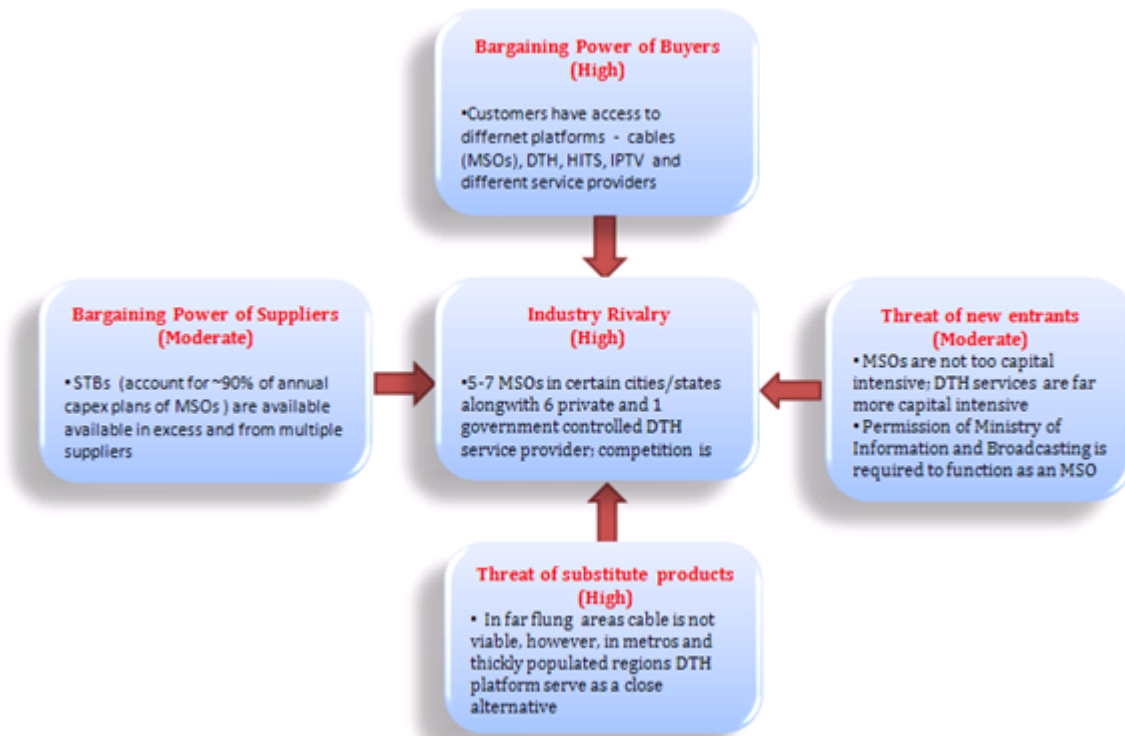 Bargaining Power of Buyers
(High)
•Customers have access to
differnet platforms - cables
(MSOs), DTH, HITS, IPTV and
different service providers
Bargaining Power of Suppliers
(Moderate)
•STBs (account for ~90% of annual
capex plans of MSOs ) are available
available in excess and from multiple
suppliers
Industry Rivalry
(High)
•5-7 MSOs in certain cities/states
alongwith 6 private and 1
government controlled DTH
service provider; competition is
Threat of new entrants
(Moderate)
• MSOs are not too capital
intensive; DTH services are far
more capital intensive
• Permission of Ministry of
Information and Broadcasting is
required to function as an MSO
Threat of substitute products
(High)
• In far flung areas cable is not
viable, however, in metros and
thickly populated regions DTH
platform serve as a close
alternative